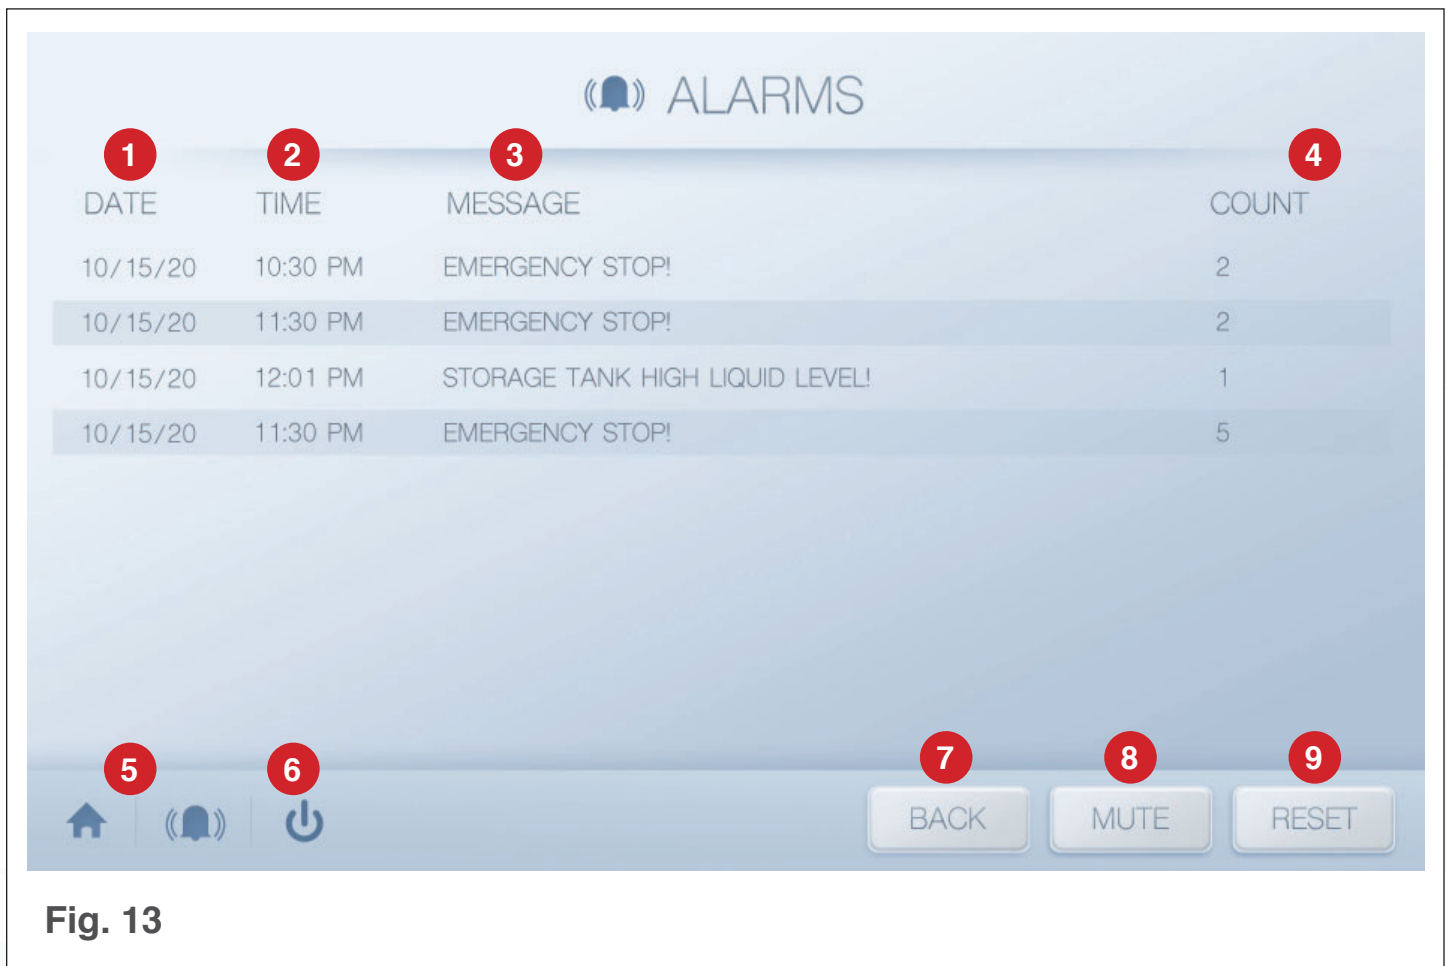 ALARMS
1 2 3 4
DATE TIME MESSAGE COUNT
10/15/20 10:30 PM EMERGENCY STOP! 2
10/15/20 11:30 PM EMERGENCY STOP! 2
10/15/20 12:01 PM STORAGE TANK HIGH LIQUID LEVEL! 1
10/15/20 11:30 PM EMERGENCY STOP! 5
5 6 7 8 9
BACK MUTE RESET
Fig. 13